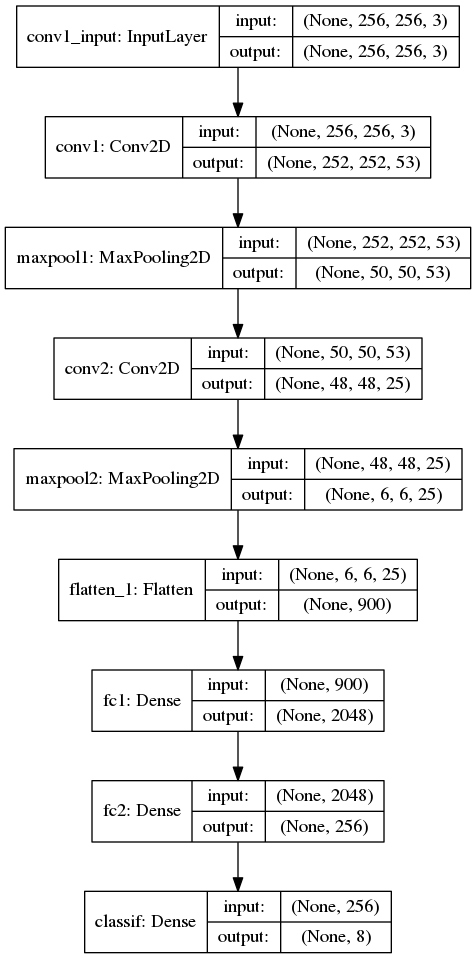 conv1_input: InputLayer
input: (None, 256, 256, 3)
output: (None, 256, 256, 3)
conv1: Conv2D
input: (None, 256, 256, 3)
output: (None, 252, 252, 53)
maxpool1: MaxPooling2D
input: (None, 252, 252, 53)
output: (None, 50, 50, 53)
conv2: Conv2D
input: (None, 50, 50, 53)
output: (None, 48, 48, 25)
maxpool2: MaxPooling2D
input: (None, 48, 48, 25)
output: (None, 6, 6, 25)
flatten_1: Flatten
input: (None, 6, 6, 25)
output: (None, 900)
fc1: Dense
input: (None, 900)
output: (None, 2048)
fc2: Dense
input: (None, 2048)
output: (None, 256)
classif: Dense
input: (None, 256)
output: (None, 8)